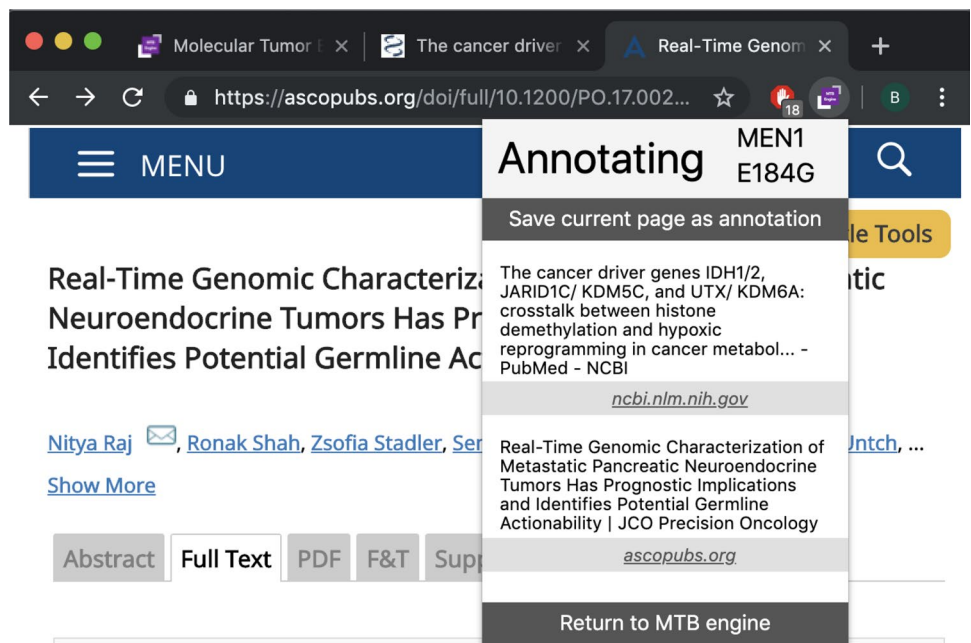 Molecular Tumor
The cancer driver
Real-Time Genom
https://ascopubs.org/doi/full/10.1200/PO.17.002...
18
B
MENU
Annotating
MEN1
E184G
Save current page as annotation
le Tools
Real-Time Genomic Characteriza
tic
Neuroendocrine Tumors Has Pr
Identifies Potential Germline Ac
The cancer driver genes IDH1/2,
JARID1C/ KDM5C, and UTX/ KDM6A:
crosstalk between histone
demethylation and hypoxic
reprogramming in cancer metabol... -
PubMed - NCBI
ncbi.nlm.nih.gov
Nitya Raj , Ronak Shah, Zsofia Stadler, Ser
Untch, ...
Show More
Real-Time Genomic Characterization of
Metastatic Pancreatic Neuroendocrine
Tumors Has Prognostic Implications
and Identifies Potential Germline
Actionability | JCO Precision Oncology
ascopubs.org
Abstract Full Text PDF F&T Supp
Return to MTB engine